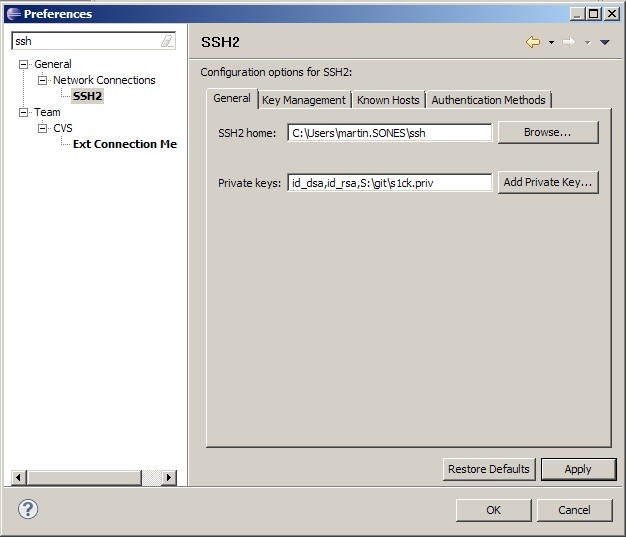 Preferences
ssh
General
Network Connections
SSH2
Team
CVS
Ext Connection Me
SSH2
Configuration options for SSH2:
General Key Management Known Hosts Authentication Methods
SSH2 home: C:\Users\martin.SONES\ssh Browse...
Private keys: id_dsa,id_rsa,S:\git\s1ck.priv Add Private Key...
Restore Defaults Apply
? OK Cancel